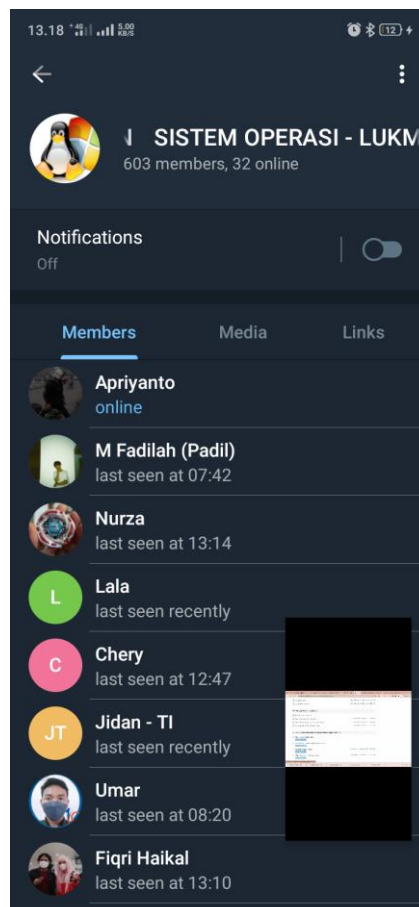 13.18 4G 5.00 KB/S 12
SISTEM OPERASI - LUKM
603 members, 32 online
Notifications
Off
Members Media Links
Apriyanto
online
M Fadilah (Padil)
last seen at 07:42
Nurza
last seen at 13:14
L Lala
last seen recently
C Chery
last seen at 12:47
JT Jidan - TI
last seen recently
Umar
last seen at 08:20
Fiqri Haikal
last seen at 13:10